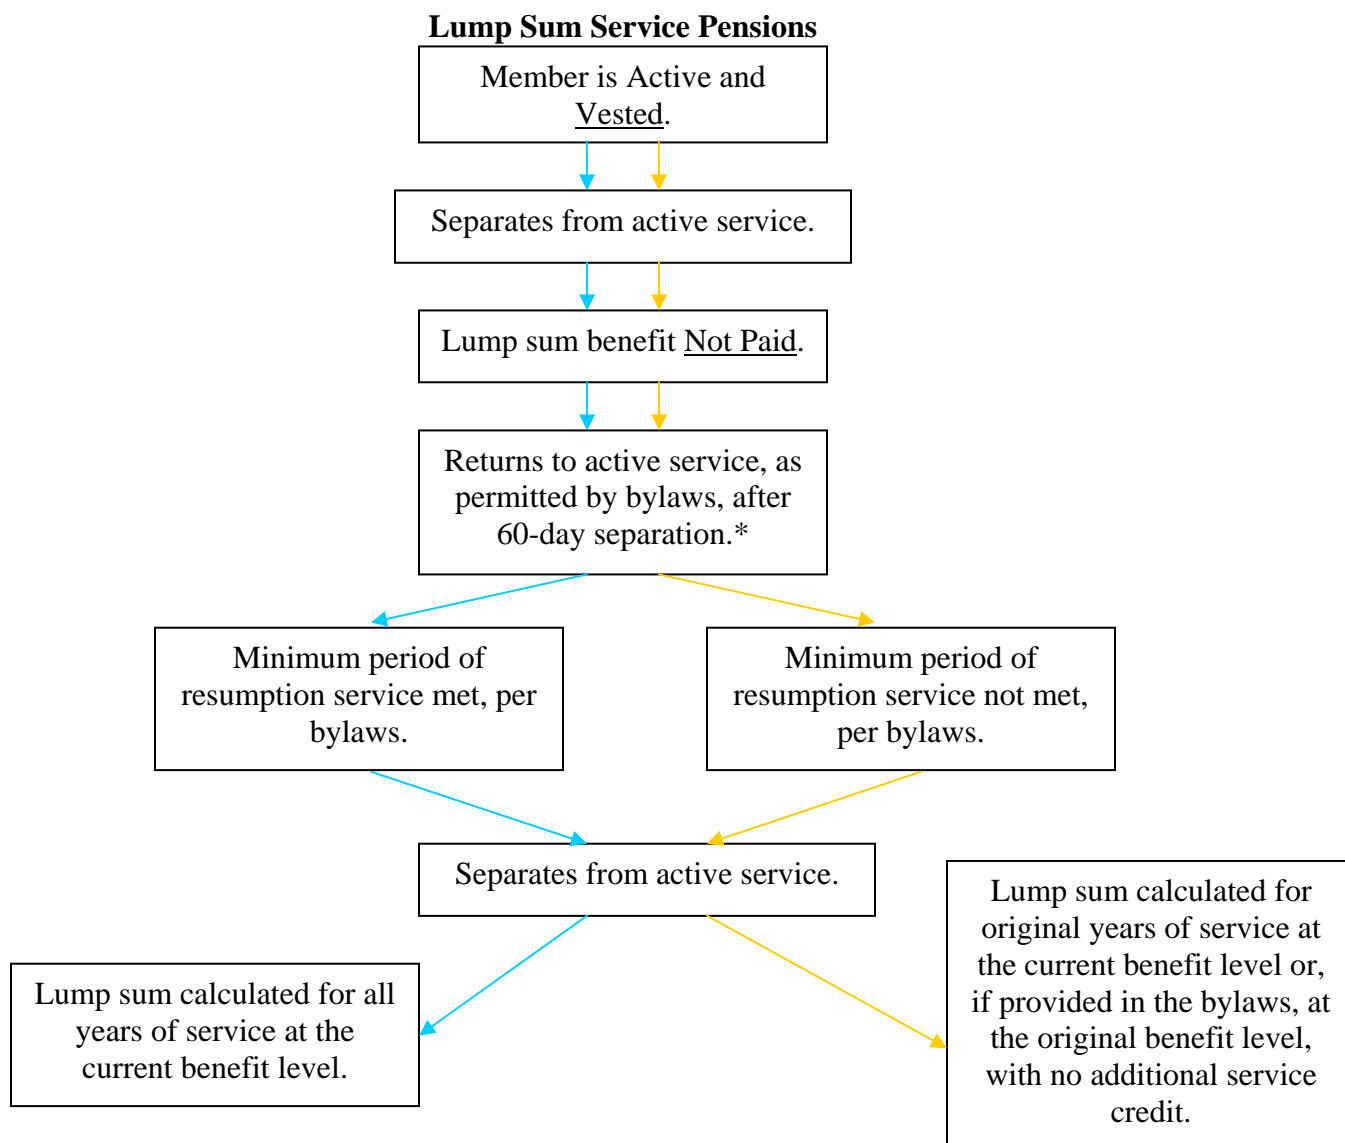 Lump Sum Service Pensions
Member is Active and
Vested.
Separates from active service.
Lump sum benefit Not Paid.
Returns to active service, as
permitted by bylaws, after
60-day separation.*
Minimum period of
resumption service met, per
bylaws.
Minimum period of
resumption service not met,
per bylaws.
Separates from active service.
Lump sum calculated for all
years of service at the
current benefit level.
Lump sum calculated for
original years of service at
the current benefit level or,
if provided in the bylaws, at
the original benefit level,
with no additional service
credit.